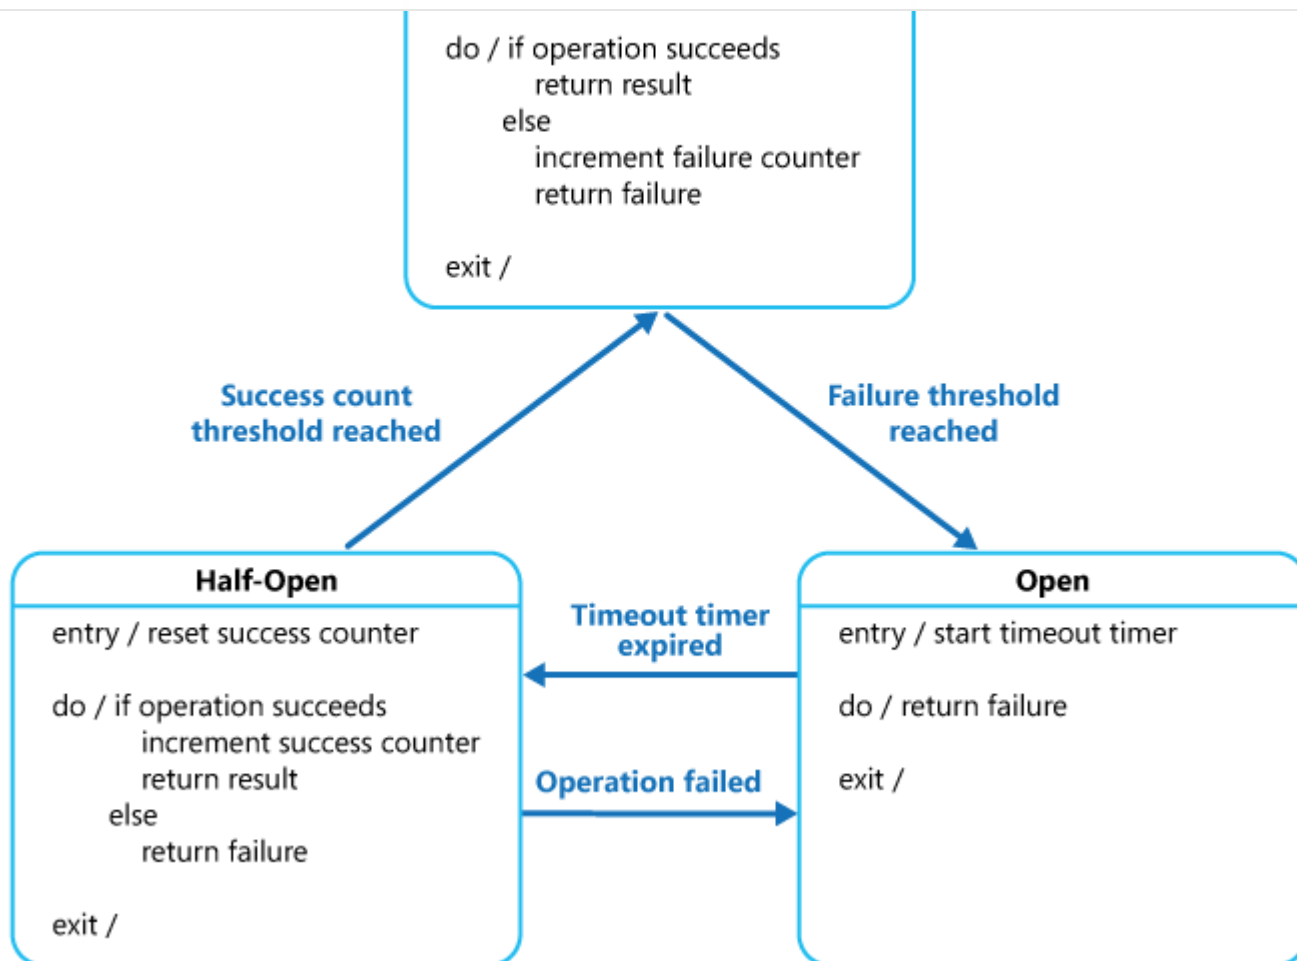 do / if operation succeeds
return result
else
increment failure counter
return failure
exit /
Success count
threshold reached
Failure threshold
reached
Half-Open
entry / reset success counter
do / if operation succeeds
increment success counter
return result
else
return failure
exit /
Timeout timer
expired
Operation failed
Open
entry / start timeout timer
do / return failure
exit /